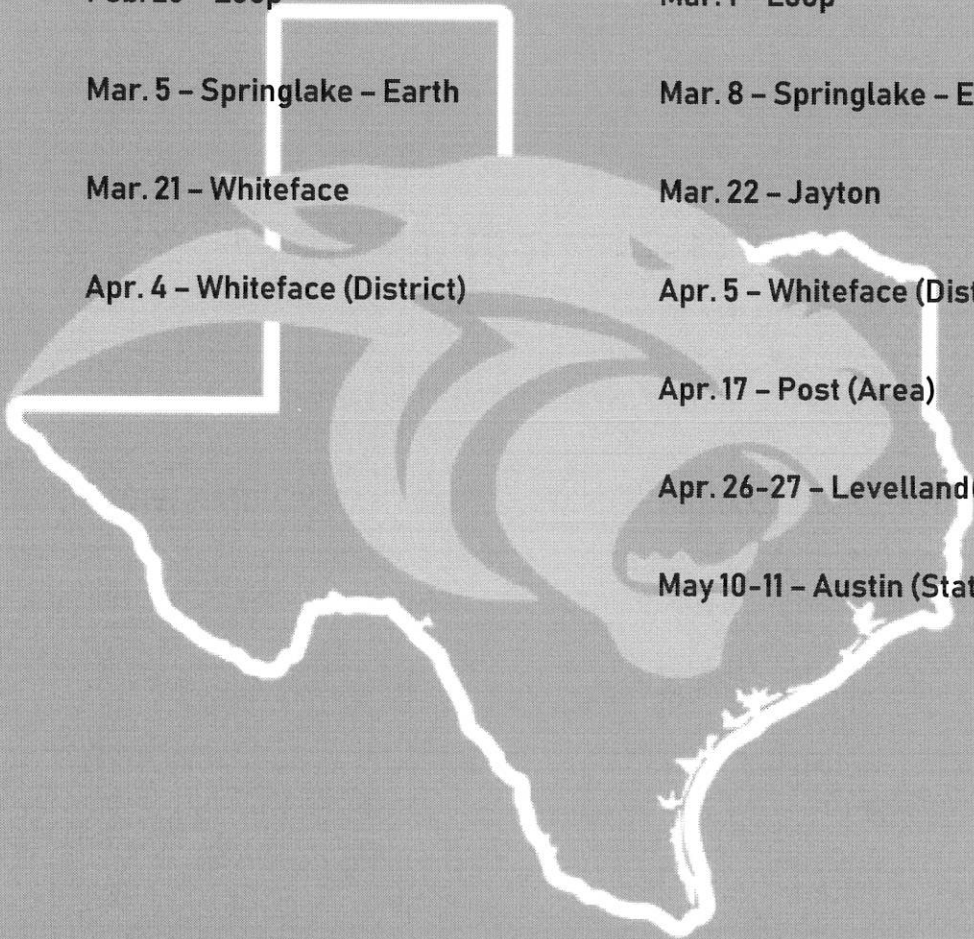 Mar. 5 – Springlake – Earth
Mar. 21 – Whiteface
Apr. 4 – Whiteface (District)
Mar. 8 – Springlake – E
Mar. 22 – Jayton
Apr. 5 – Whiteface (Dist
Apr. 17 – Post (Area)
Apr. 26-27 – Levelland(
May 10-11 – Austin (Stat